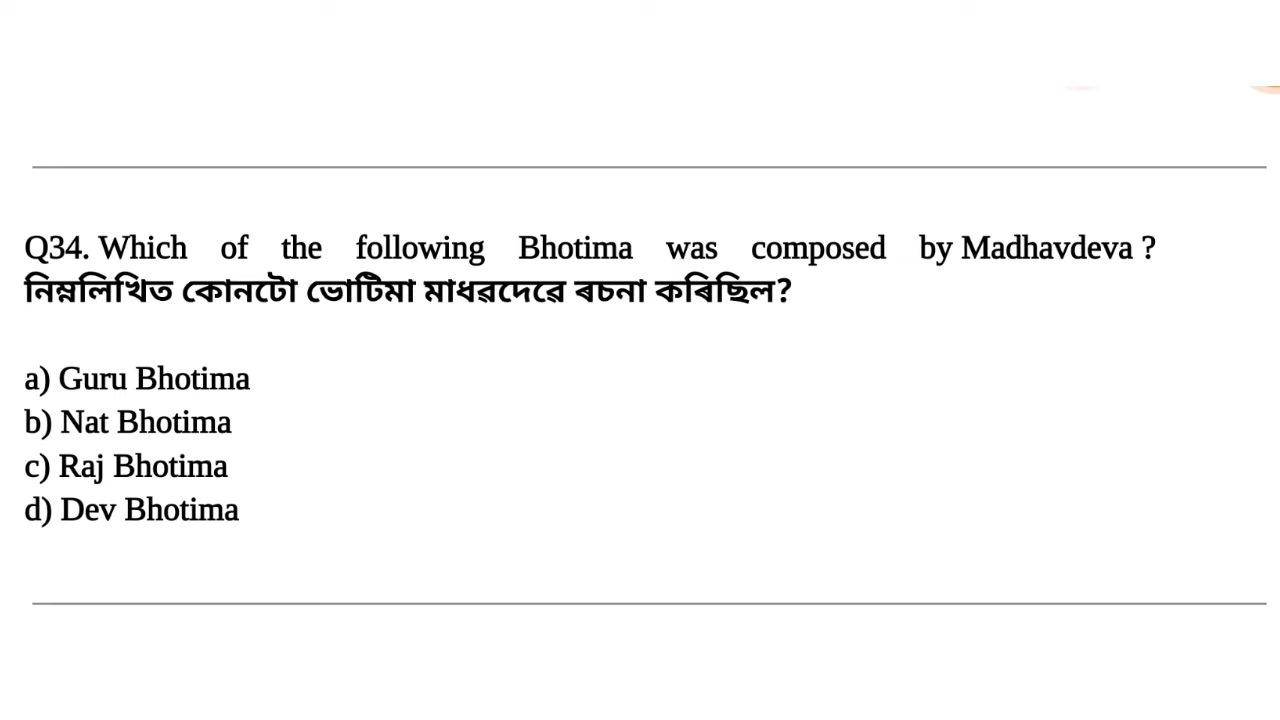 Q34. Which of the following Bhotima was composed by Madhavdeva ?
নিম্নলিখিত কোনটো ভোটিমা মাধৱদেৱে ৰচনা কৰিছিল?
a) Guru Bhotima
b) Nat Bhotima
c) Raj Bhotima
d) Dev Bhotima